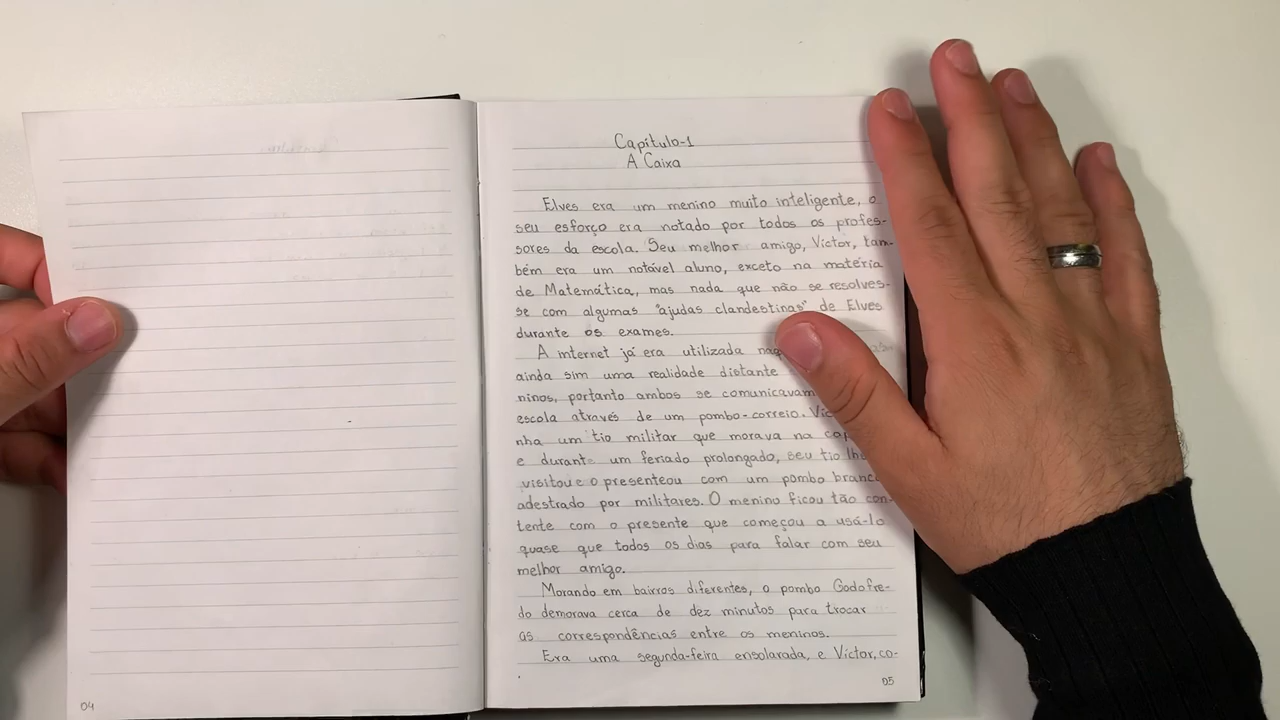 Capítulo-1
A Caixa
Elves era um menino muito inteligente, o
seu esforço era notado por todos os profes-
sores da escola. Seu melhor amigo, Victor, tam-
bém era um notável aluno, exceto na matéria
de Matemática, mas nada que não se resolves-
se com algumas "ajudas clandestinas" de Elves
durante os exames.
A internet já era utilizada
ainda sim uma realidade distante
ninos, portanto ambos se comunicavam
escola através de um pombo-correio.
nha um tio militar que morava na
e durante um feriado prolongado, seu tio
visitou e o presenteou com um pombo branco
adestrado por militares. O menino ficou tão con-
tente com o presente que começou a usá-lo
quase que todos os dias para falar com seu
melhor amigo.
Morando em bairros diferentes, o pombo Godofre-
do demorava cerca de dez minutos para trocar
as correspondências entre os meninos.
Era uma segunda-feira ensolarada, e Victor, co-
04
05